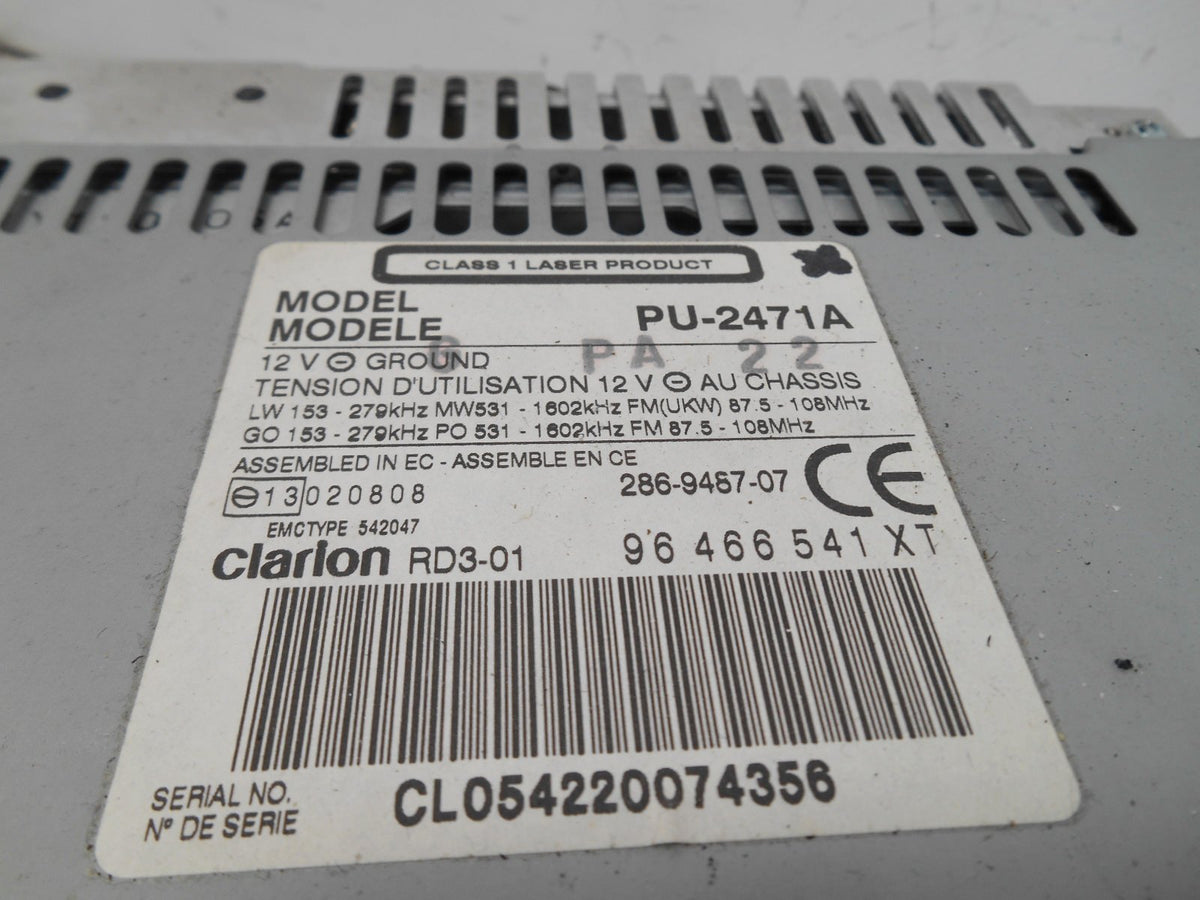 CLASS 1 LASER PRODUCT
MODEL
MODELE PU-2471A
6 PA 22
12 V ⊖ GROUND
TENSION D'UTILISATION 12 V ⊖ AU CHASSIS
LW 153 - 279kHz MW531 - 1602kHz FM(UKW) 87.5 - 108MHz
GO 153 - 279kHz PO 531 - 1602kHz FM 87.5 - 108MHz
ASSEMBLED IN EC - ASSEMBLE EN CE
286-9487-07 CE
⊖13 020808
EMCTYPE 542047
clarion RD3-01 96 466 541 XT
SERIAL NO.
Nº DE SERIE CL054220074356